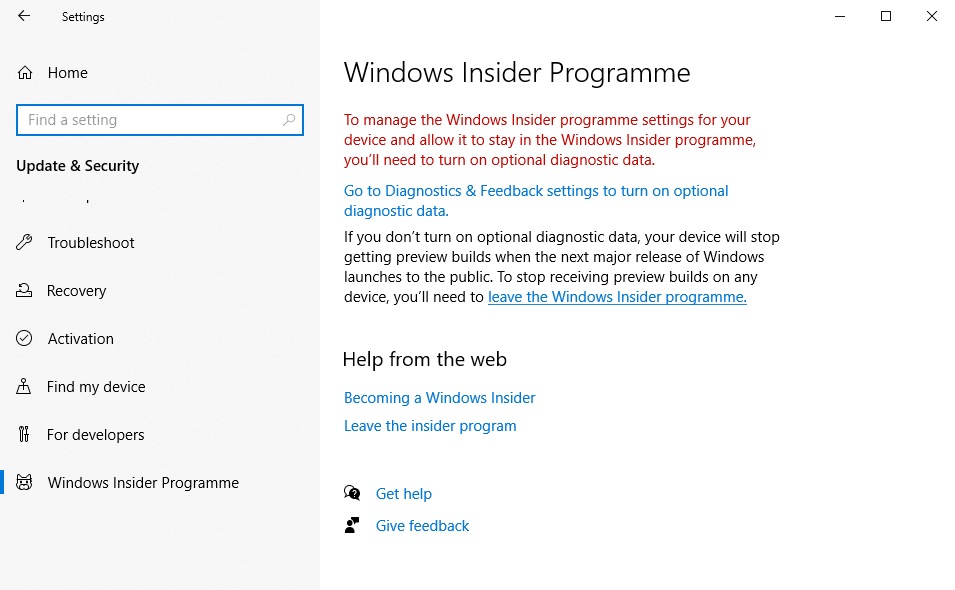 Settings
Home
Find a setting
Update & Security
Troubleshoot
Recovery
Activation
Find my device
For developers
Windows Insider Programme
Windows Insider Programme
To manage the Windows Insider programme settings for your
device and allow it to stay in the Windows Insider programme,
you’ll need to turn on optional diagnostic data.
Go to Diagnostics & Feedback settings to turn on optional
diagnostic data.
If you don’t turn on optional diagnostic data, your device will stop
getting preview builds when the next major release of Windows
launches to the public. To stop receiving preview builds on any
device, you’ll need to leave the Windows Insider programme.
Help from the web
Becoming a Windows Insider
Leave the insider program
Get help
Give feedback